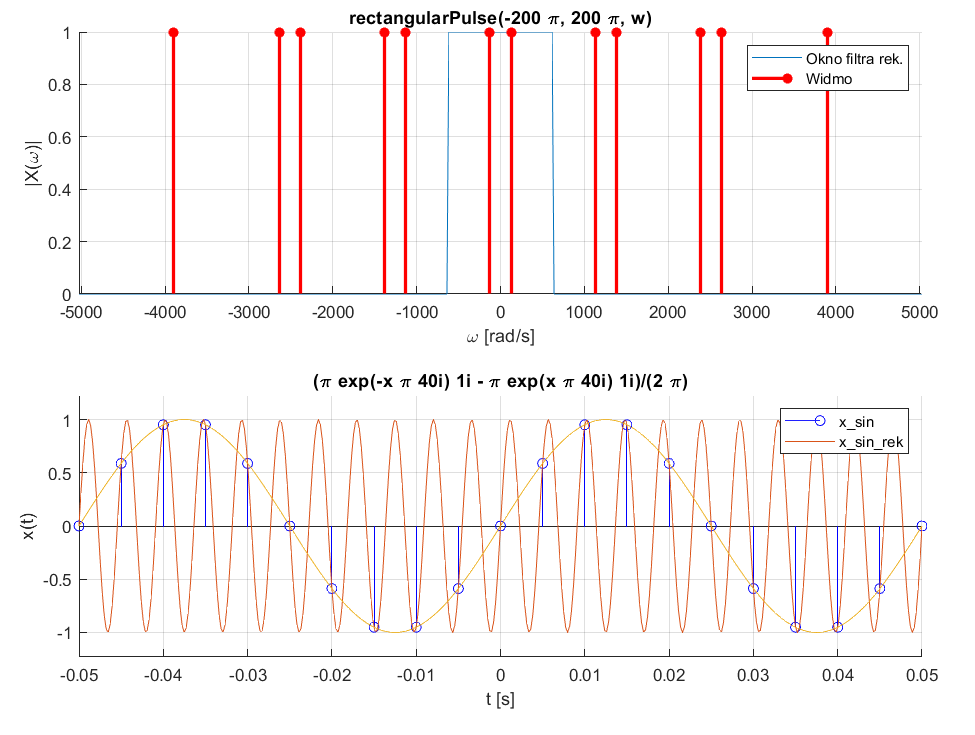 rectangularPulse(-200 π, 200 π, w)
1
0.8
0.6
0.4
0.2
0
|X(ω)|
Okno filtra rek.
Widmo
-5000 -4000 -3000 -2000 -1000 0 1000 2000 3000 4000 5000
ω [rad/s]
(π exp(-x π 40i) 1i - π exp(x π 40i) 1i)/(2 π)
1
0.5
0
-0.5
-1
x(t)
x_sin
x_sin_rek
-0.05 -0.04 -0.03 -0.02 -0.01 0 0.01 0.02 0.03 0.04 0.05
t [s]